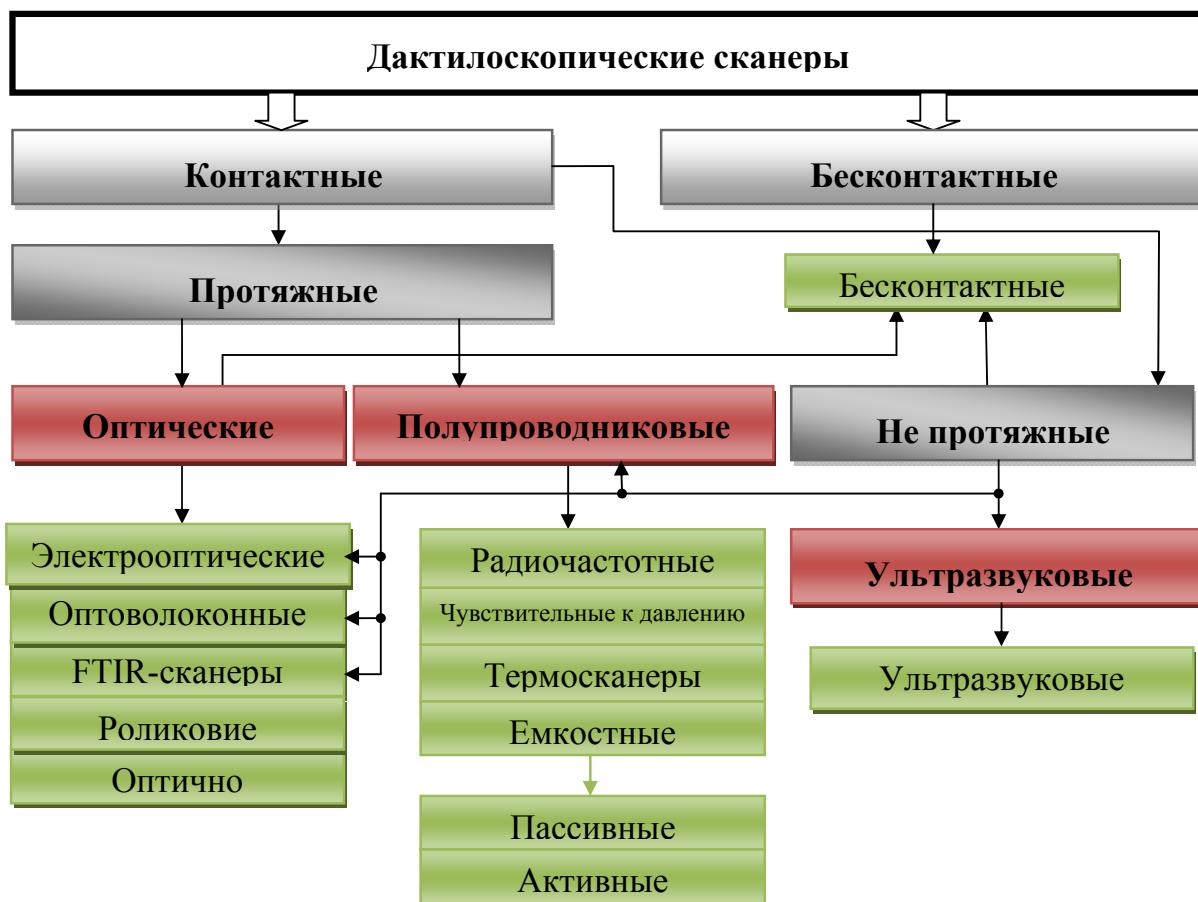 Дактилоскопические сканеры
Контактные
Бесконтактные
Протяжные
Бесконтактные
Оптические
Полупроводниковые
Не протяжные
Электрооптические
Оптоволоконные
FTIR-сканеры
Роликовие
Оптично
Радиочастотные
Чувствительные к давлению
Термосканеры
Емкостные
Пассивные
Активные
Ультразвуковые
Ультразвуковые